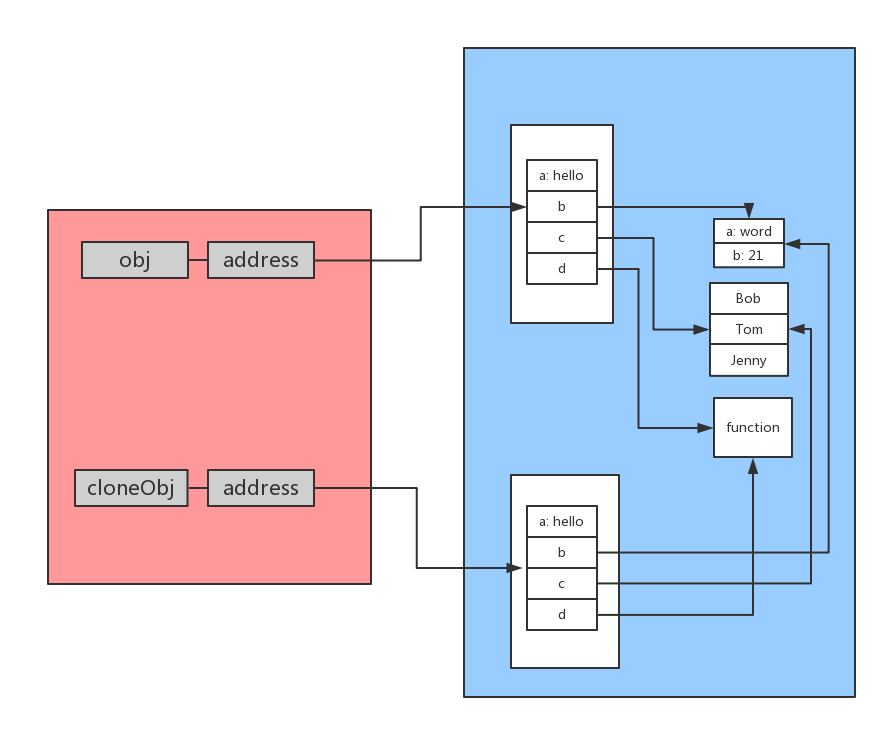 obj
address
cloneObj
address
a: hello
b
c
d
a: word
b: 21
Bob
Tom
Jenny
function
a: hello
b
c
d